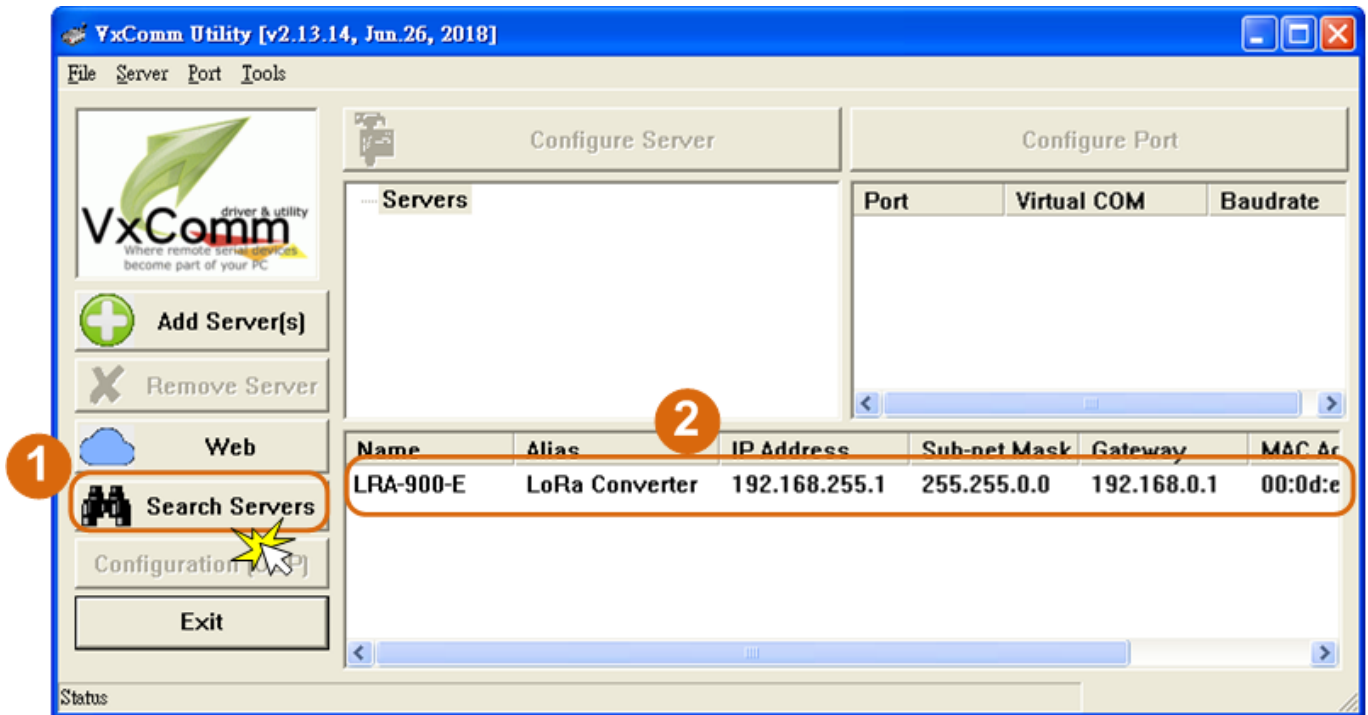 VxComm Utility [v2.13.14, Jun.26, 2018]
File Server Port Tools
VxComm
driver & utility
Where remote serial devices
become part of your PC
Configure Server
Configure Port
Servers
Port Virtual COM Baudrate
Add Server(s)
Remove Server
Web
1
Search Servers
Configuration
Exit
2
Name Alias IP Address Sub-net Mask Gateway MAC Ac
LRA-900-E LoRa Converter 192.168.255.1 255.255.0.0 192.168.0.1 00:0d:e
Status